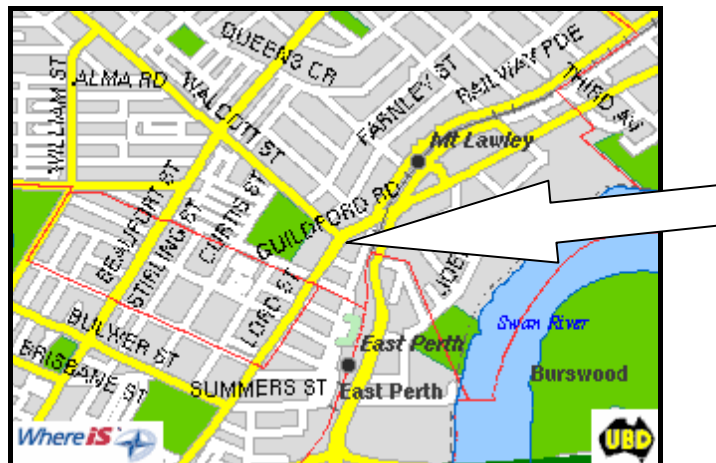 QUEENS CR
ALMA RD
WILLIAM ST
WALCOTT ST
FARNLEY ST
RAILWAY PDE
THIRD AV
Mt Lawley
BEAUFORT ST
STIRLING ST
CURTIS ST
GUILDFORD RD
LORD ST
JOEL
BULWER ST
BRISBANE ST
SUMMERS ST
East Perth
East Perth
Swan River
Burswood
Where iS
UBD